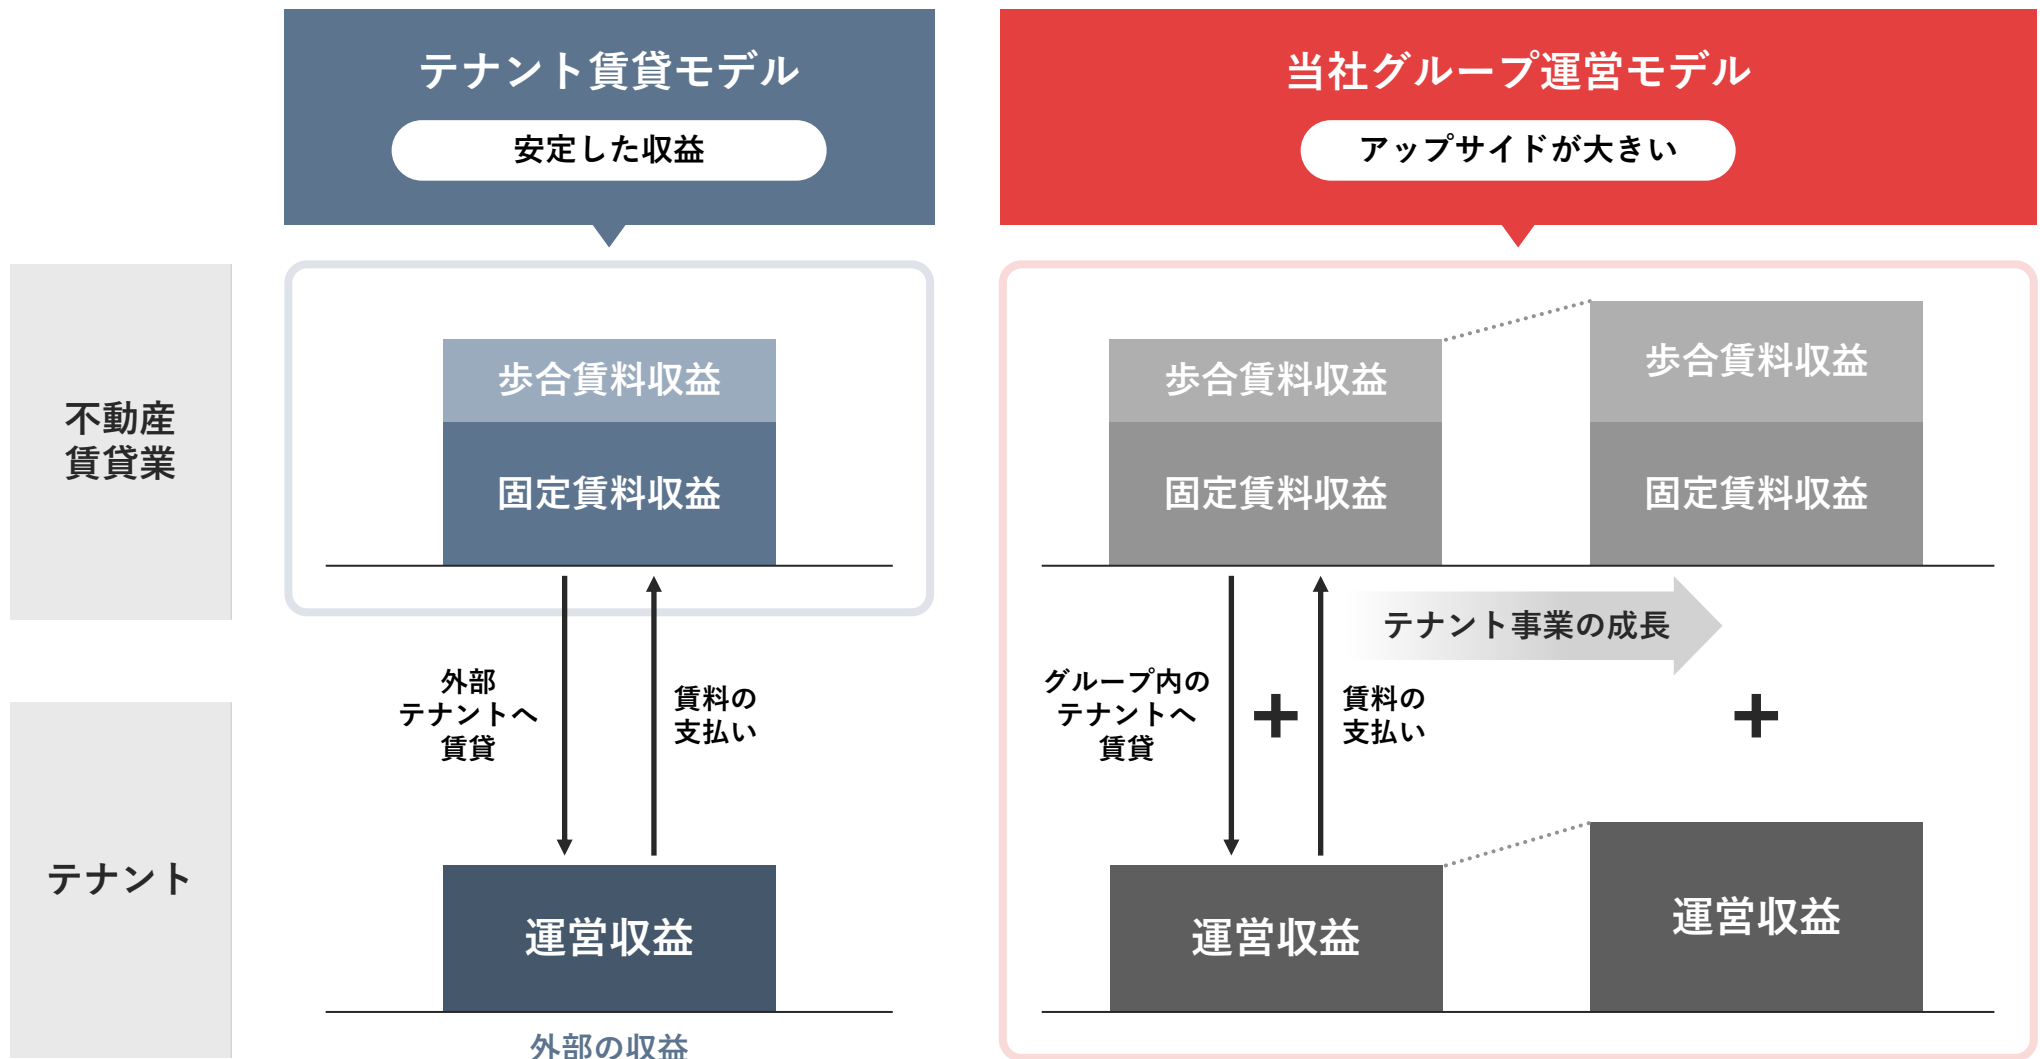 テナント賃貸モデル
安定した収益
当社グループ運営モデル
アップサイドが大きい
不動産
賃貸業
歩合賃料収益
固定賃料収益
歩合賃料収益
固定賃料収益
歩合賃料収益
固定賃料収益
テナント事業の成長
外部
テナントへ
賃貸
賃料の
支払い
グループ内の
テナントへ
賃貸
+
賃料の
支払い
+
テナント
運営収益
運営収益
運営収益
外部の収益